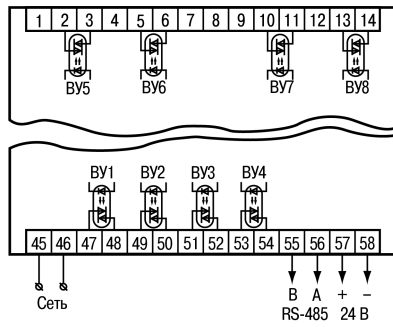 1 2 3 4 5 6 7 8 9 10 11 12 13 14
ВУ5 ВУ6 ВУ7 ВУ8
ВУ1 ВУ2 ВУ3 ВУ4
45 46 47 48 49 50 51 52 53 54 55 56 57 58
Сеть
B A + –
RS-485 24 В